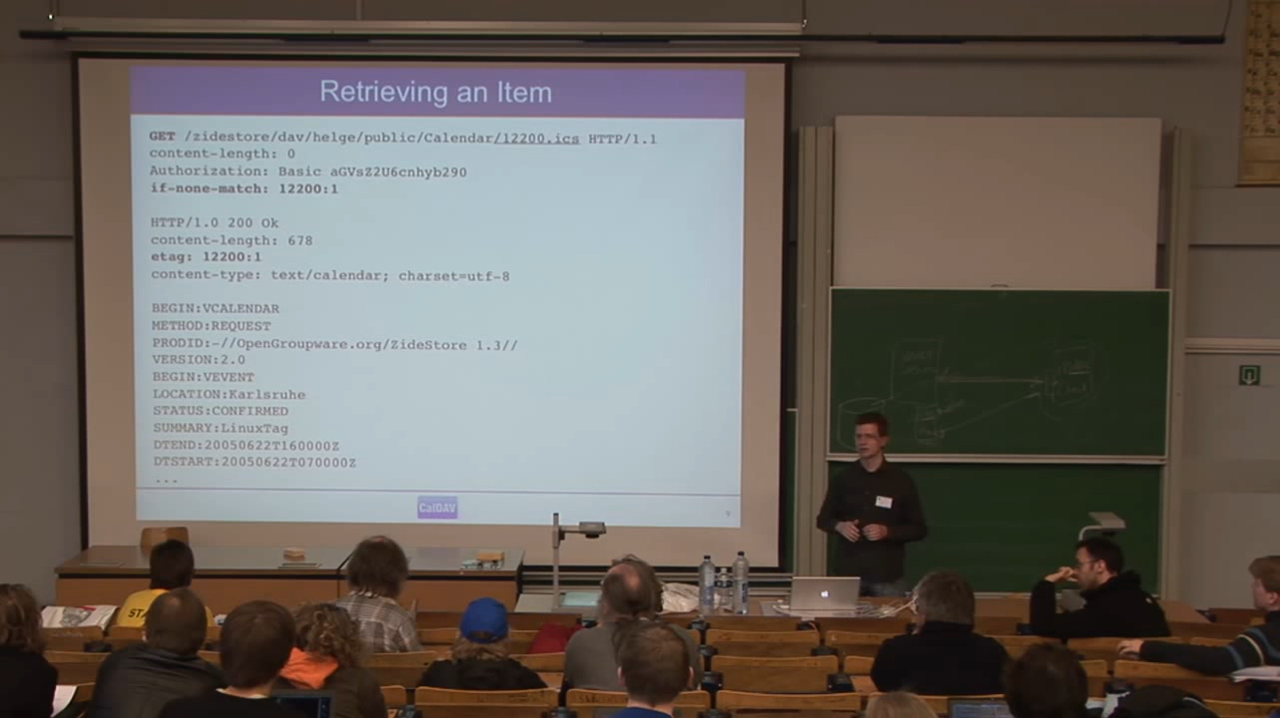 Retrieving an Item
GET /zidestore/dav/helge/public/Calendar/12200.ics HTTP/1.1
content-length: 0
Authorization: Basic aGVsZ2U6cnhyb290
if-none-match: 12200:1
HTTP/1.0 200 Ok
content-length: 678
etag: 12200:1
content-type: text/calendar; charset=utf-8
BEGIN:VCALENDAR
METHOD:REQUEST
PRODID:-//OpenGroupware.org/ZideStore 1.3//
VERSION:2.0
BEGIN:VEVENT
LOCATION:Karlsruhe
STATUS:CONFIRMED
SUMMARY:LinuxTag
DTEND:20050622T160000Z
DTSTART:20050622T070000Z
...
CalDAV